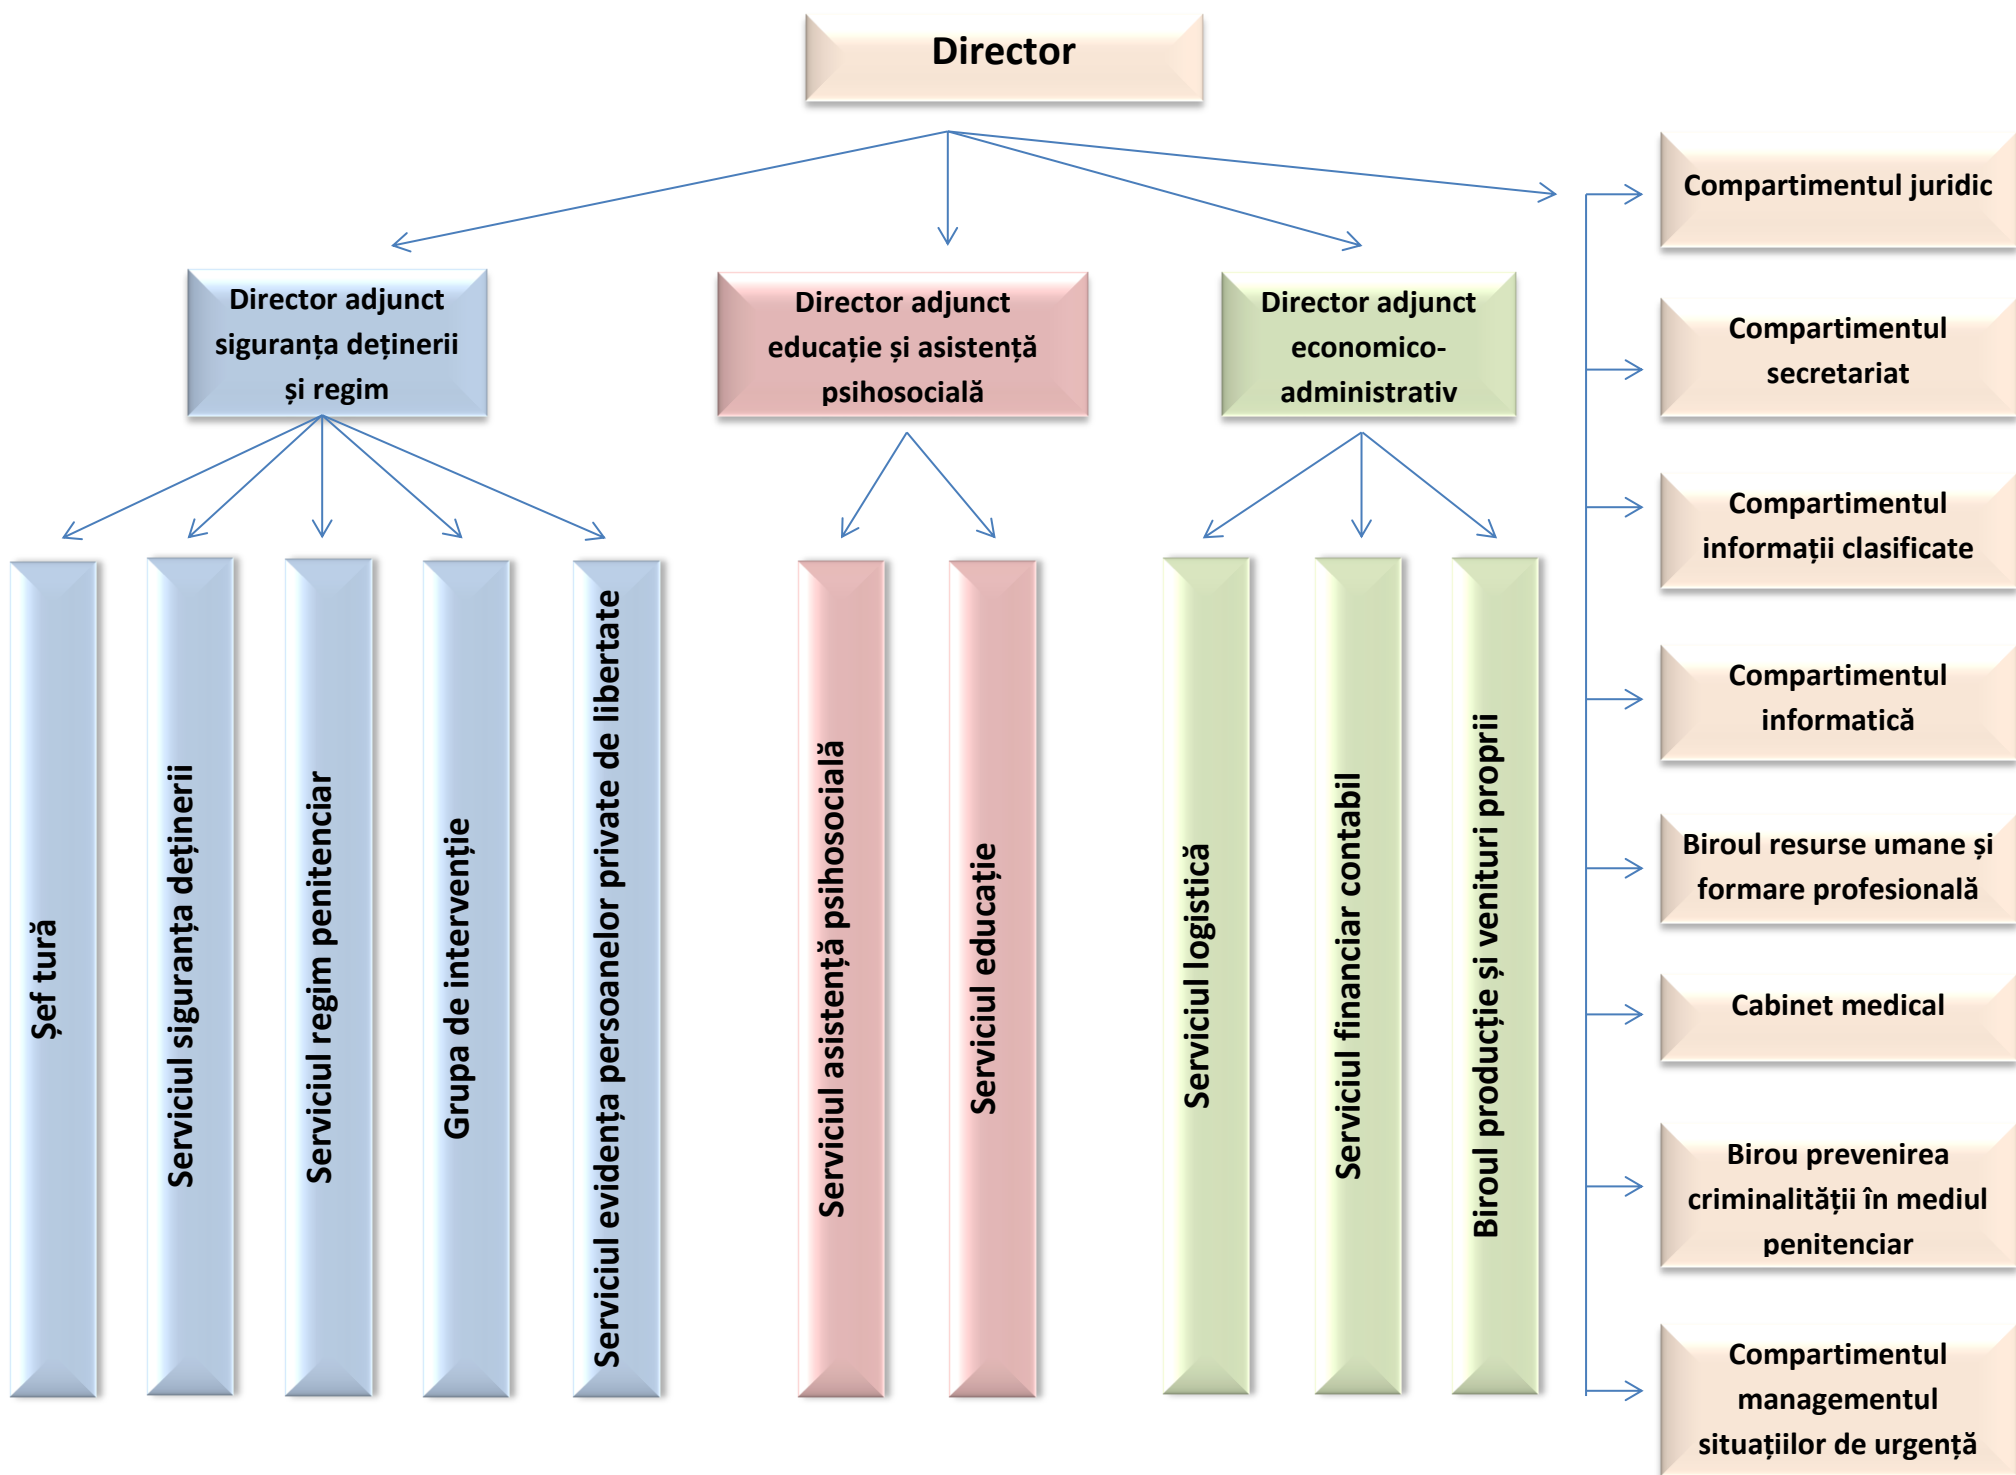 Director
Director adjunct
siguranța deținerii
și regim
Director adjunct
educație și asistență
psihosocială
Director adjunct
economico-
administrativ
Șef tură
Serviciul siguranța deținerii
Serviciul regim penitenciar
Grupa de intervenție
Serviciul evidența persoanelor private de libertate
Serviciul asistență psihosocială
Serviciul educație
Serviciul logistică
Serviciul financiar contabil
Biroul producție și venituri proprii
Compartimentul juridic
Compartimentul
secretariat
Compartimentul
informații clasificate
Compartimentul
informatică
Biroul resurse umane și
formare profesională
Cabinet medical
Birou prevenirea
criminalității în mediul
penitenciar
Compartimentul
managementul
situațiilor de urgență